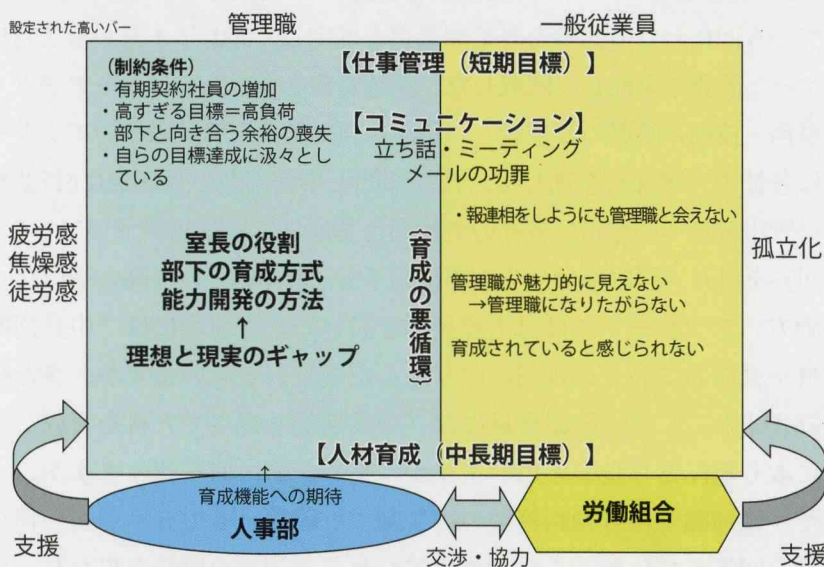 設定された高いバー
管理職
一般従業員
【仕事管理（短期目標）】
（制約条件）
・有期契約社員の増加
・高すぎる目標＝高負荷
・部下と向き合う余裕の喪失
・自らの目標達成に汲々とし
ている
【コミュニケーション】
立ち話・ミーティング
メールの功罪
・報連相をしようにも管理職と会えない
疲労感
焦燥感
徒労感
室長の役割
部下の育成方式
能力開発の方法
↑
理想と現実のギャップ
｛育成の悪循環｝
管理職が魅力的に見えない
→管理職になりたがらない
育成されていると感じられない
孤立化
【人材育成（中長期目標）】
↑
育成機能への期待
人事部
労働組合
支援
交渉・協力
支援